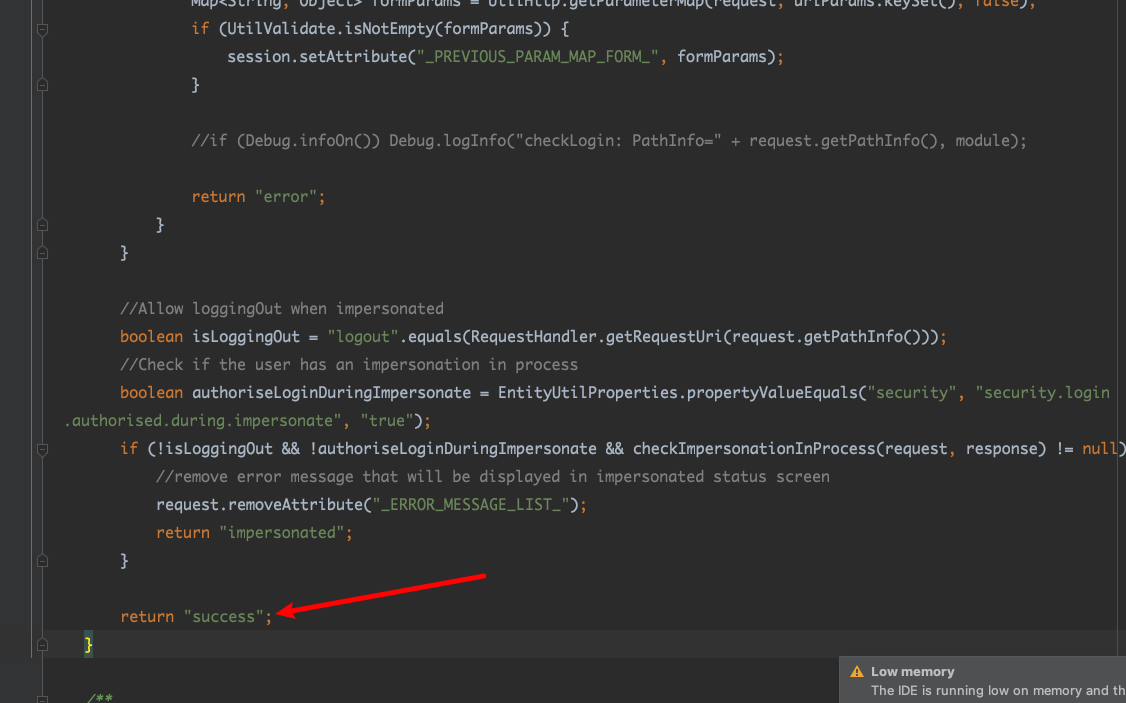 Map<String, Object> formParams = UtilHttp.getParameterMap(request, urlParams.keySet(), false);
if (UtilValidate.isNotEmpty(formParams)) {
session.setAttribute("_PREVIOUS_PARAM_MAP_FORM_", formParams);
}
//if (Debug.infoOn()) Debug.logInfo("checkLogin: PathInfo=" + request.getPathInfo(), module);
return "error";
}
}
//Allow loggingOut when impersonated
boolean isLoggingOut = "logout".equals(RequestHandler.getRequestUri(request.getPathInfo()));
//Check if the user has an impersonation in process
boolean authoriseLoginDuringImpersonate = EntityUtilProperties.propertyValueEquals("security", "security.login
.authorised.during.impersonate", "true");
if (!isLoggingOut && !authoriseLoginDuringImpersonate && checkImpersonationInProcess(request, response) != null)
//remove error message that will be displayed in impersonated status screen
request.removeAttribute("_ERROR_MESSAGE_LIST_");
return "impersonated";
}
return "success";
}
Low memory
The IDE is running low on memory and th
/**